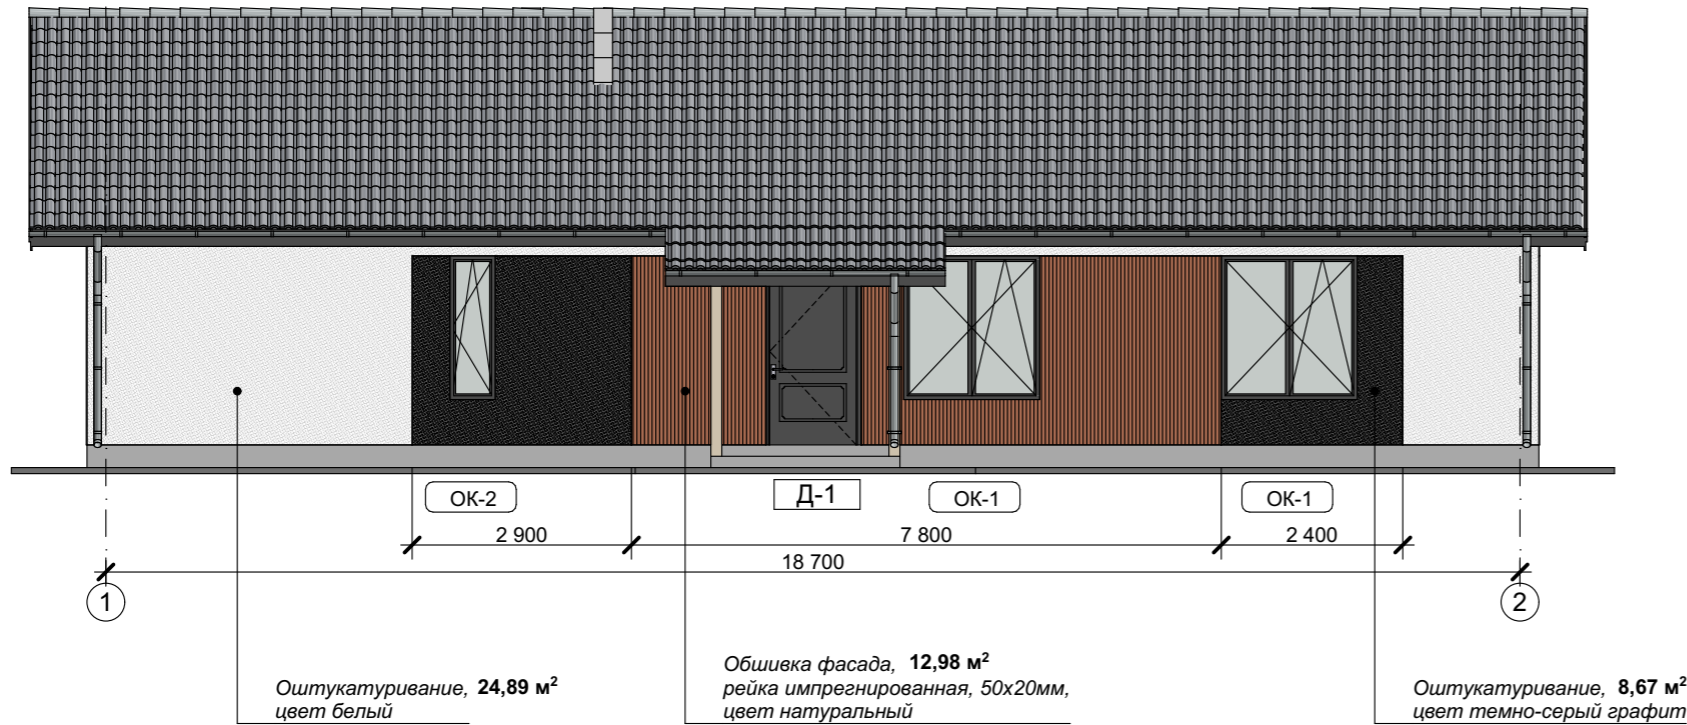 ОК-2
Д-1
ОК-1
ОК-1
2 900
7 800
2 400
18 700
1
2
Оштукатуривание, 24,89 м²
цвет белый
Обшивка фасада, 12,98 м²
рейка импрегнированная, 50х20мм,
цвет натуральный
Оштукатуривание, 8,67 м²
цвет темно-серый графит